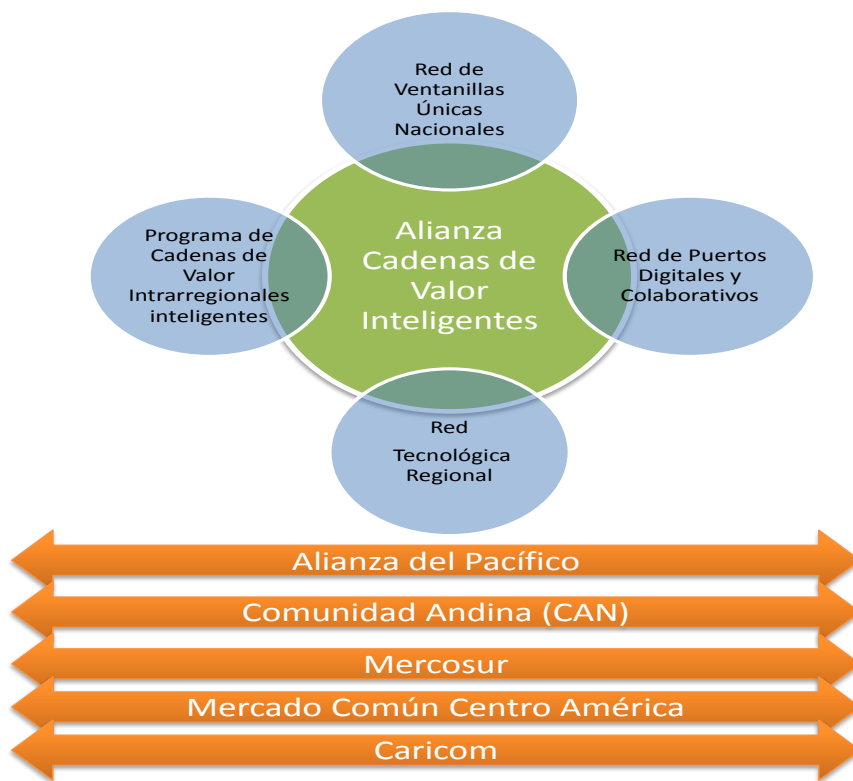 Red de
Ventanillas
Únicas
Nacionales
Programa de
Cadenas de
Valor
Intrarregionales
inteligentes
Alianza
Cadenas de
Valor
Inteligentes
Red de Puertos
Digitales y
Colaborativos
Red
Tecnológica
Regional
Alianza del Pacífico
Comunidad Andina (CAN)
Mercosur
Mercado Común Centro América
Caricom